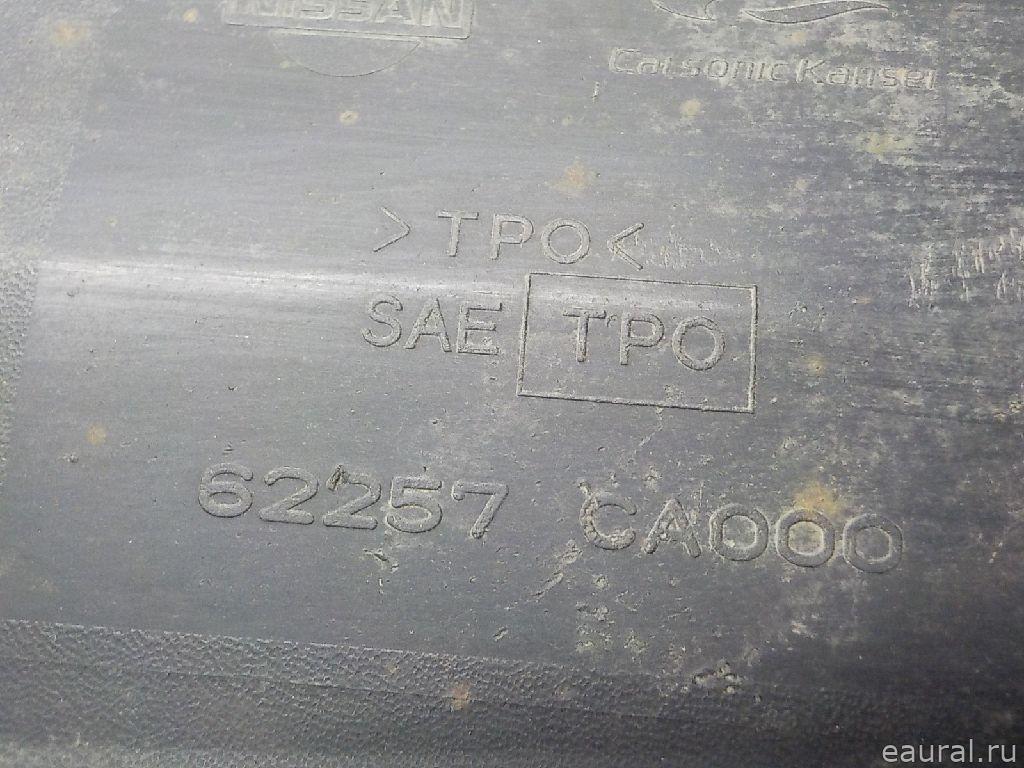 NISSAN
Calsonic Kansei
>TPO<
SAE TPO
62257 CA000
eaural.ru